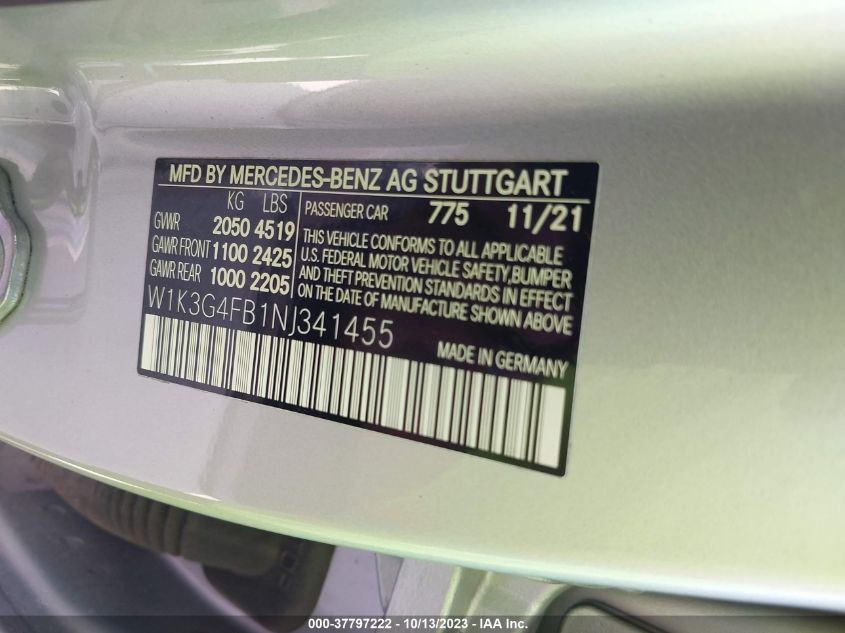 MFD BY MERCEDES-BENZ AG STUTTGART
KG LBS
GVWR 2050 4519
GAWR FRONT 1100 2425
GAWR REAR 1000 2205
PASSENGER CAR 775 11/21
THIS VEHICLE CONFORMS TO ALL APPLICABLE
U.S. FEDERAL MOTOR VEHICLE SAFETY,BUMPER
AND THEFT PREVENTION STANDARDS IN EFFECT
ON THE DATE OF MANUFACTURE SHOWN ABOVE
W1K3G4FB1NJ341455
MADE IN GERMANY
000-37797222 - 10/13/2023 - IAA Inc.